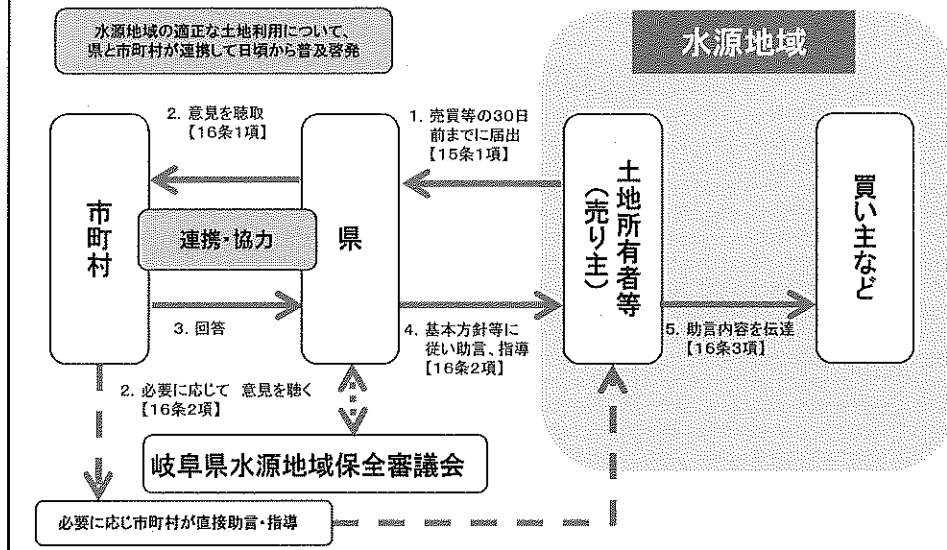 水源地域の適正な土地利用について、
県と市町村が連携して日頃から普及啓発
水源地域
2. 意見を聴取
【16条1項】
1. 売買等の30日
前までに届出
【15条1項】
市町村
連携・協力
県
土地所有者等
(売り主)
買い主など
3. 回答
4. 基本方針等に
従い助言、指導
【16条2項】
5. 助言内容を伝達
【16条3項】
2. 必要に応じて 意見を聴く
【16条2項】
岐阜県水源地域保全審議会
必要に応じ市町村が直接助言・指導